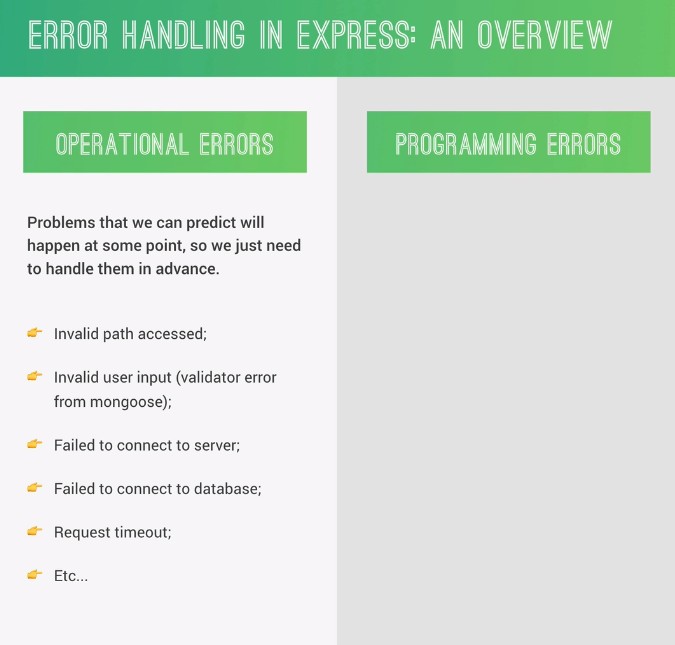 ERROR HANDLING IN EXPRESS: AN OVERVIEW
OPERATIONAL ERRORS
Problems that we can predict will
happen at some point, so we just need
to handle them in advance.
Invalid path accessed;
Invalid user input (validator error
from mongoose);
Failed to connect to server;
Failed to connect to database;
Request timeout;
Etc...
PROGRAMMING ERRORS